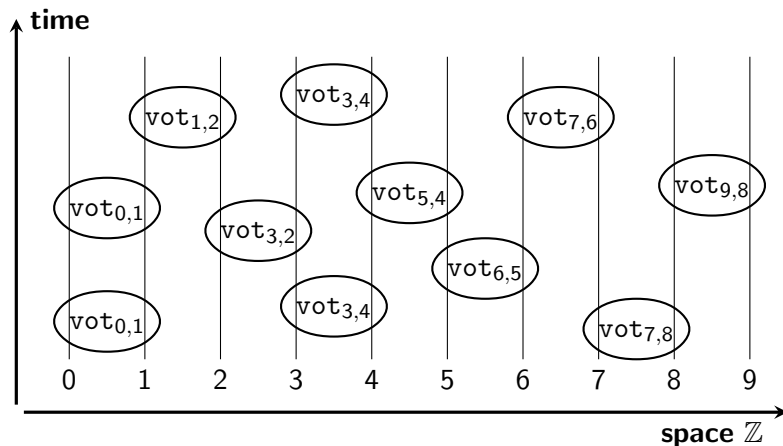 time
vot3,4
vot1,2 vot7,6
vot9,8
vot5,4
vot0,1
vot3,2
vot6,5
vot3,4
vot0,1
vot7,8
0 1 2 3 4 5 6 7 8 9
space ℤ